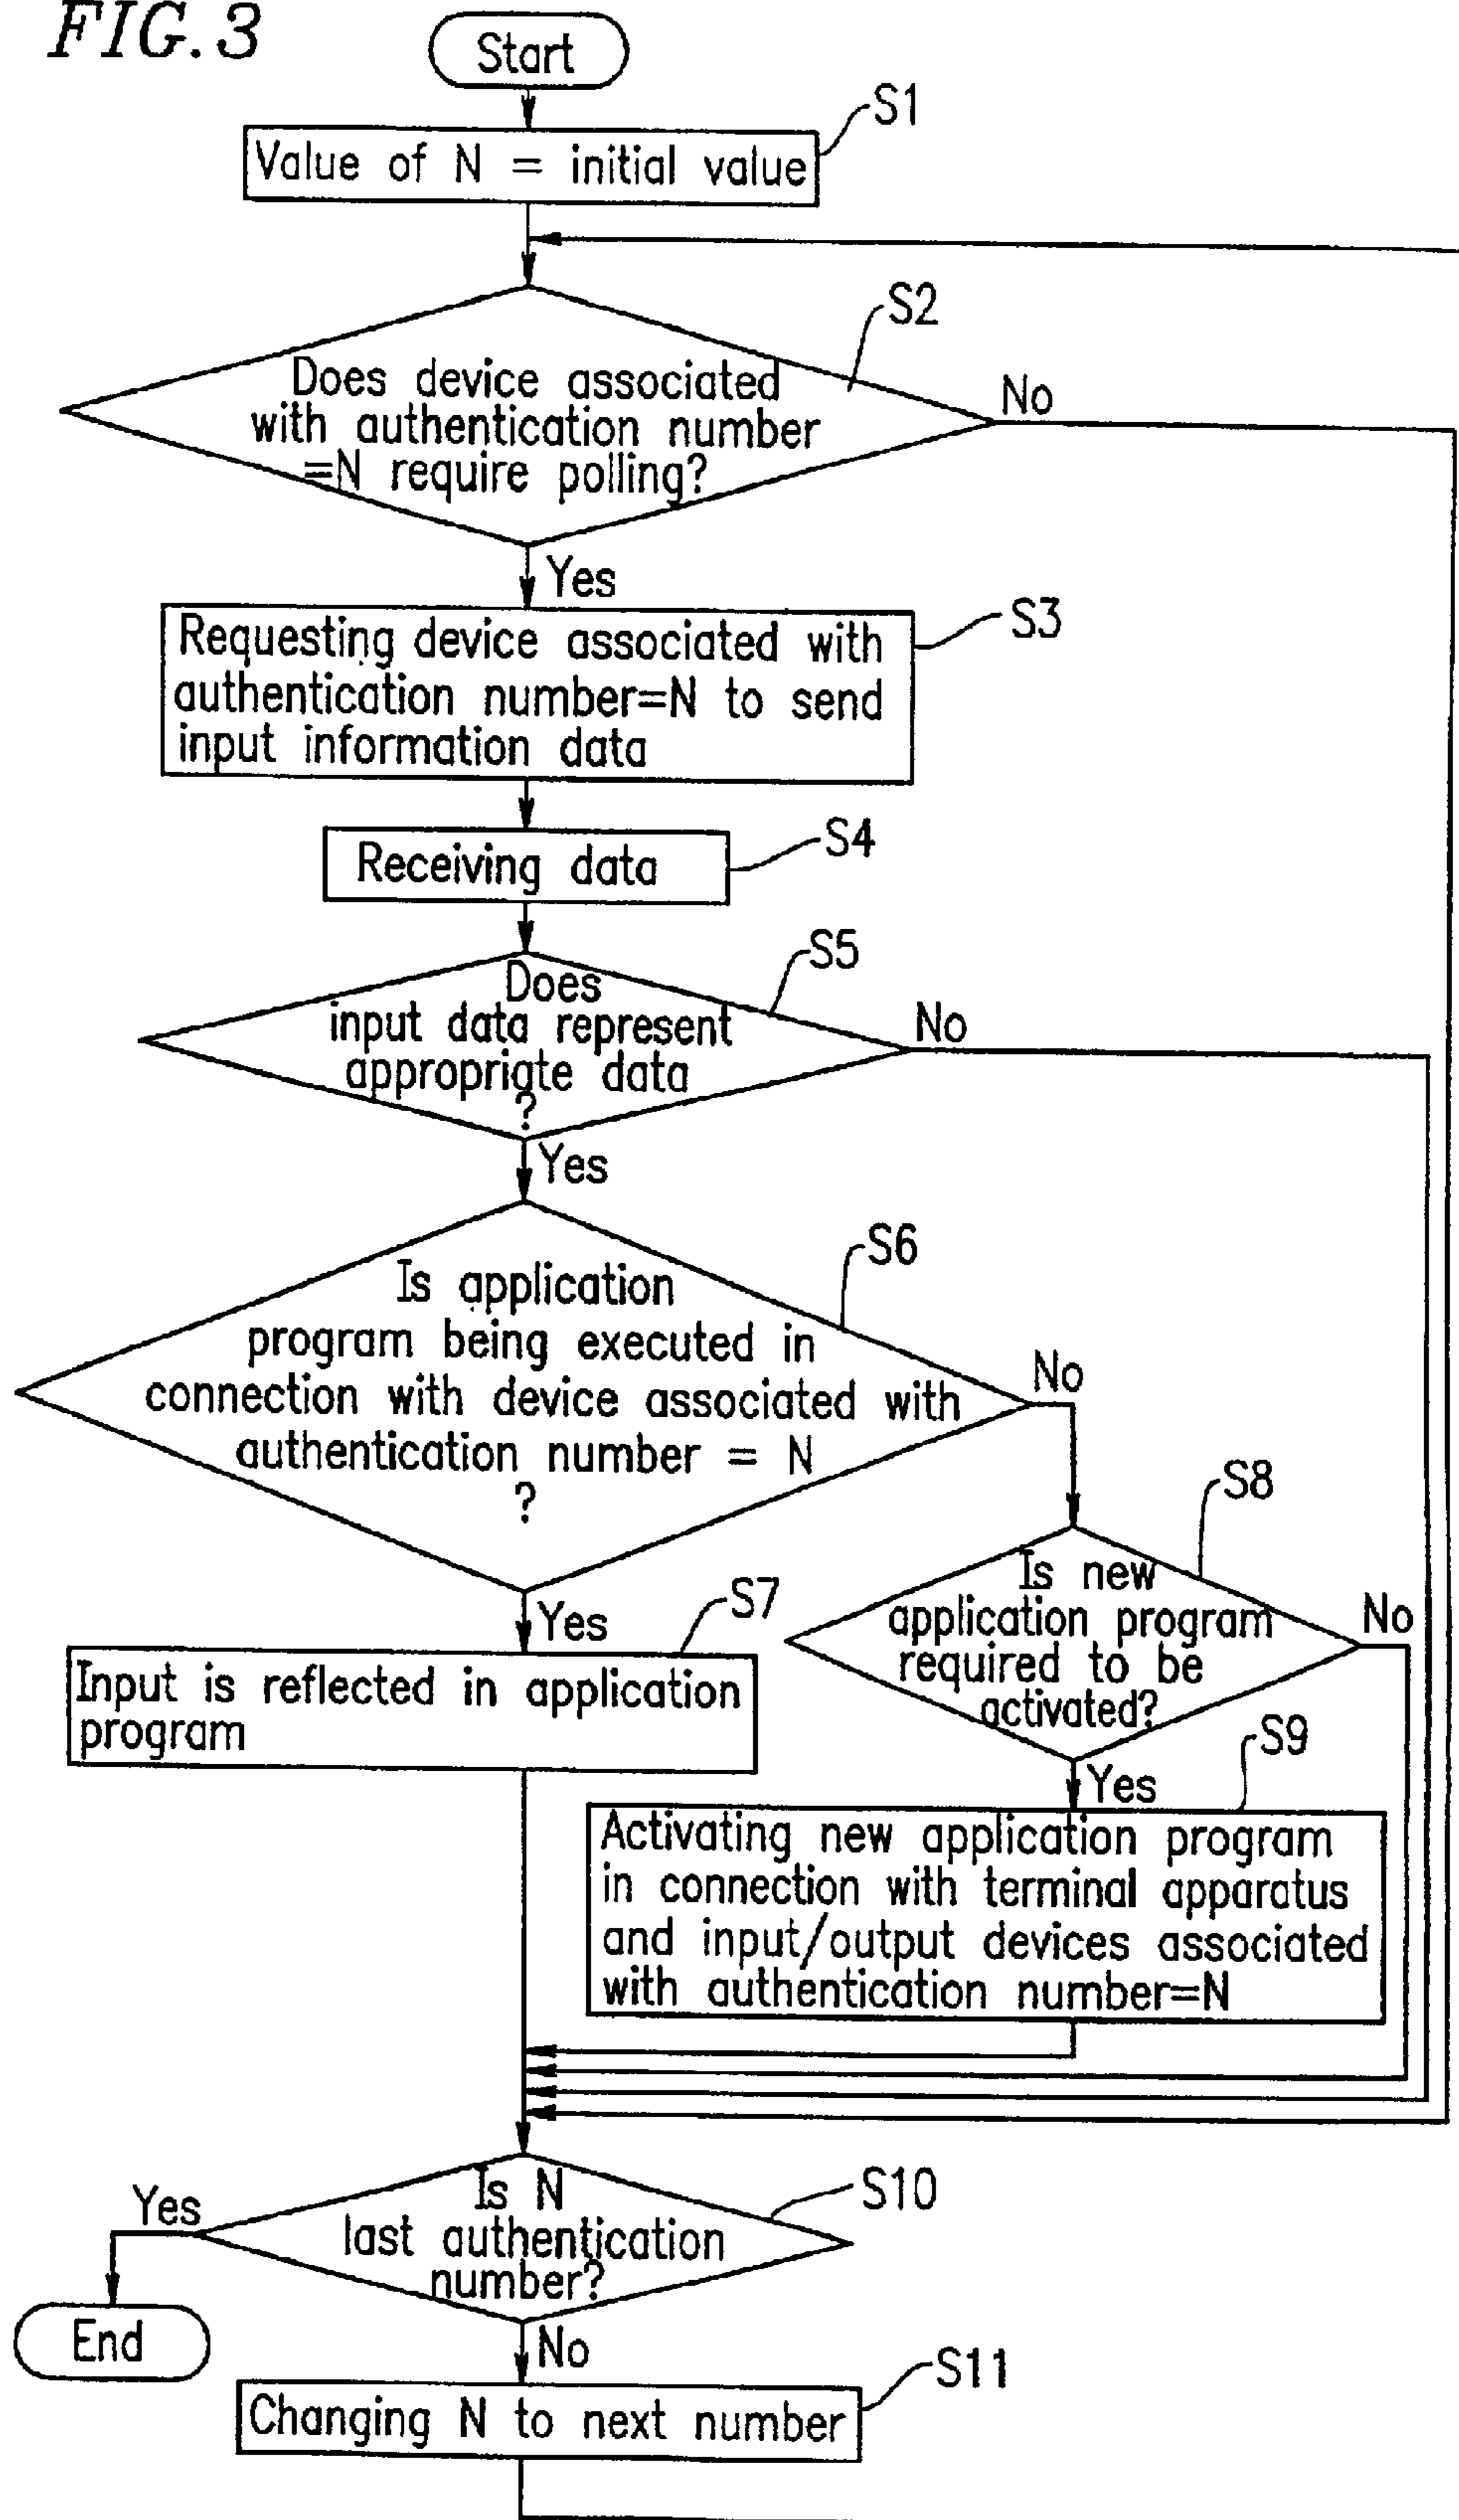 FIG.3
Start
S1
Value of N = initial value
S2
Does device associated
with authentication number
=N require polling?
No
Yes
S3
Requesting device associated with
authentication number=N to send
input information data
S4
Receiving data
S5
Does
input data represent
appropriate data
?
No
Yes
S6
Is application
program being executed in
connection with device associated with
authentication number = N
?
No
Yes
S7
Input is reflected in application
program
S8
Is new
application program
required to be
activated?
No
Yes
S9
Activating new application program
in connection with terminal apparatus
and input/output devices associated
with authentication number=N
S10
Is N
last authentication
number?
Yes
End
No
S11
Changing N to next number